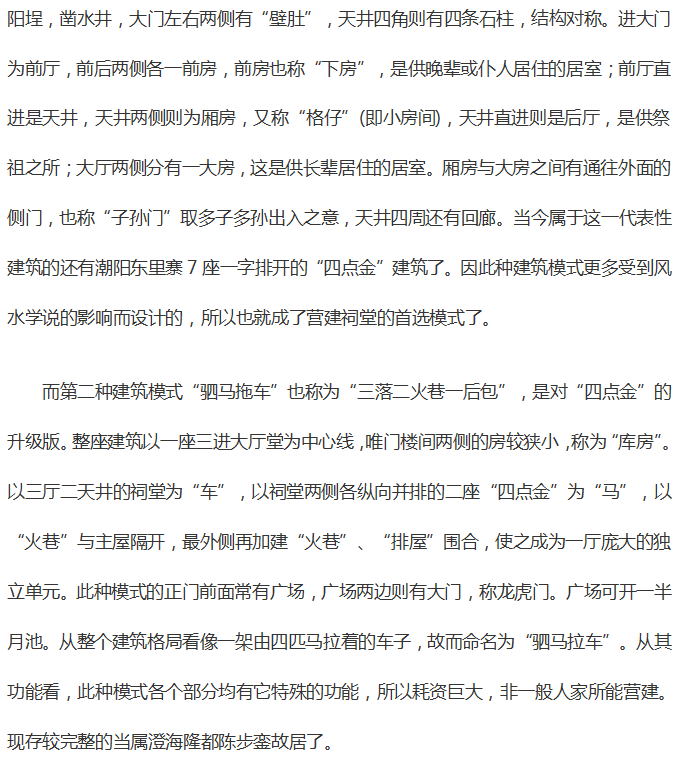 阳埕，凿水井，大门左右两侧有“壁肚”，天井四角则有四条石柱，结构对称。进大门
为前厅，前后两侧各一前房，前房也称“下房”，是供晚辈或仆人居住的居室；前厅直
进是天井，天井两侧则为厢房，又称“格仔”(即小房间)，天井直进则是后厅，是供祭
祖之所；大厅两侧分有一大房，这是供长辈居住的居室。厢房与大房之间有通往外面的
侧门，也称“子孙门”取多子多孙出入之意，天井四周还有回廊。当今属于这一代表性
建筑的还有潮阳东里寨7座一字排开的“四点金”建筑了。因此种建筑模式更多受到风
水学说的影响而设计的，所以也就成了营建祠堂的首选模式了。
而第二种建筑模式“驷马拖车”也称为“三落二火巷一后包”，是对“四点金”的
升级版。整座建筑以一座三进大厅堂为中心线，唯门楼间两侧的房较狭小，称为“库房”。
以三厅二天井的祠堂为“车”，以祠堂两侧各纵向并排的二座“四点金”为“马”，以
“火巷”与主屋隔开，最外侧再加建“火巷”、“排屋”围合，使之成为一厅庞大的独
立单元。此种模式的正门前面常有广场，广场两边则有大门，称龙虎门。广场可开一半
月池。从整个建筑格局看像一架由四匹马拉着的车子，故而命名为“驷马拉车”。从其
功能看，此种模式各个部分均有它特殊的功能，所以耗资巨大，非一般人家所能营建。
现存较完整的当属澄海隆都陈步銮故居了。